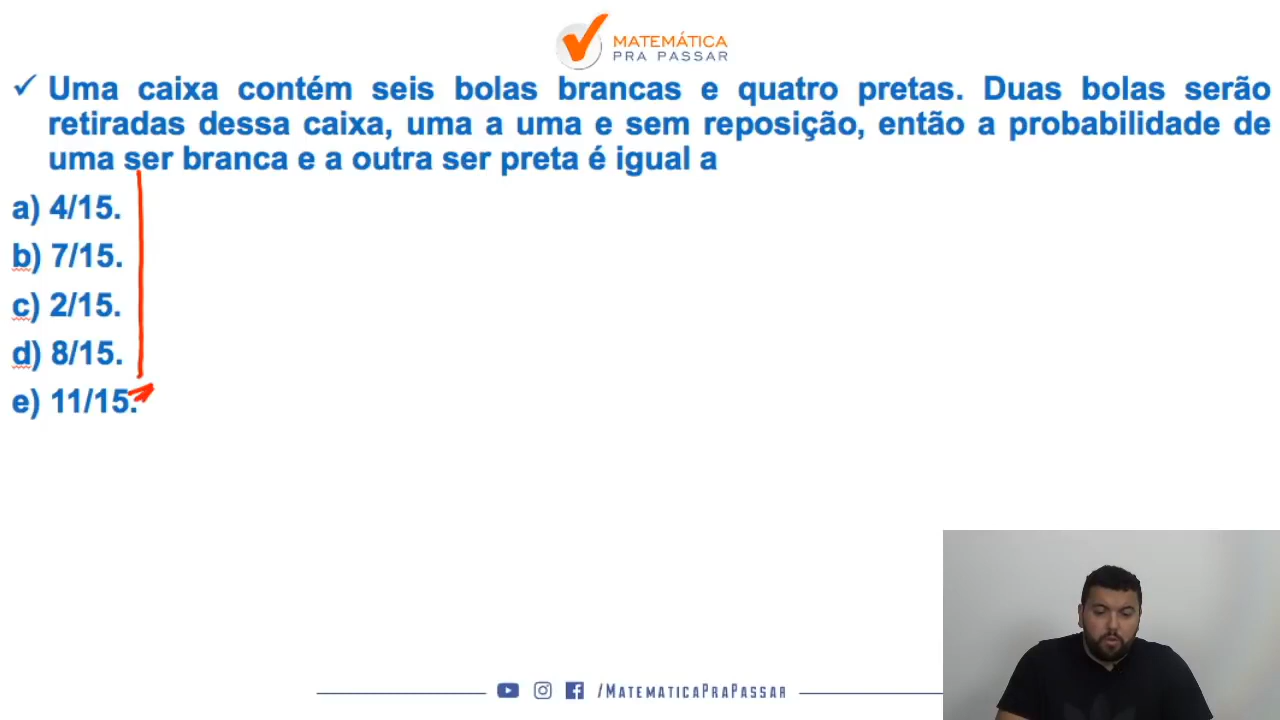 MATEMÁTICA
PRA PASSAR
✓ Uma caixa contém seis bolas brancas e quatro pretas. Duas bolas serão
retiradas dessa caixa, uma a uma e sem reposição, então a probabilidade de
uma ser branca e a outra ser preta é igual a
a) 4/15.
b) 7/15.
c) 2/15.
d) 8/15.
e) 11/15.
/MATEMATICAPRAPASSAR